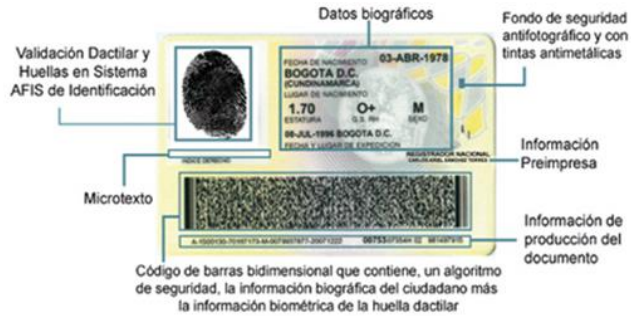 Datos biográficos
Fondo de seguridad
antifotográfico y con
tintas antimetálicas
Validación Dactilar y
Huellas en Sistema
AFIS de Identificación
FECHA DE NACIMIENTO 03-ABR-1978
BOGOTA D.C.
(CUNDINAMARCA)
LUGAR DE NACIMIENTO
1.70 O+ M
ESTATURA G.S. RH SEXO
08-JUL-1996 BOGOTA D.C.
FECHA Y LUGAR DE EXPEDICION
INDICE DERECHO
REGISTRADOR NACIONAL
Información
Preimpresa
Microtexto
Información de
producción del
documento
Código de barras bidimensional que contiene, un algoritmo
de seguridad, la información biográfica del ciudadano más
la información biométrica de la huella dactilar